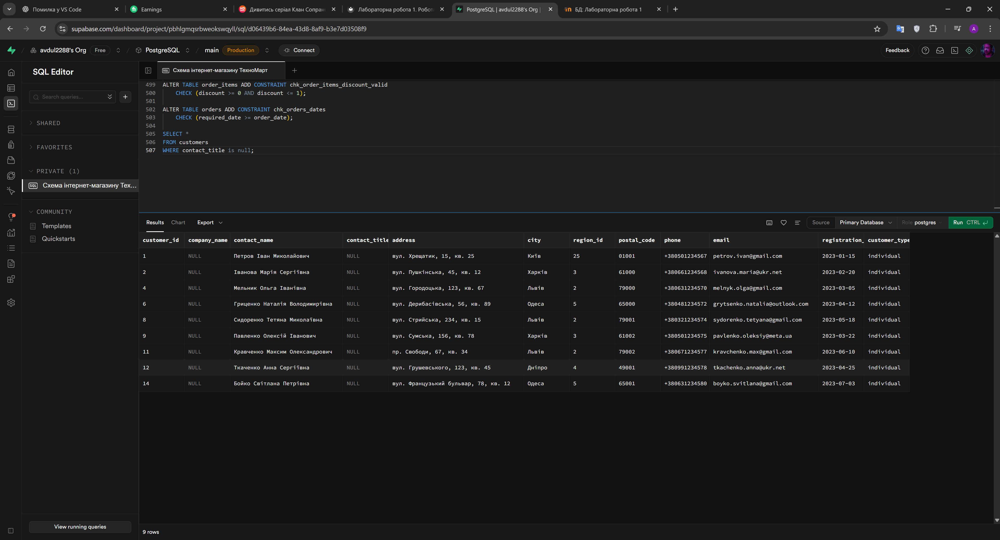 Помилка у VS Code
Earnings
Дивитись серіал Клан Сопран
Лабораторна робота 1. Робот
PostgreSQL | avdul2288's Org |
БД: Лабораторна робота 1
supabase.com/dashboard/project/pbhlgmqsrbweokswqyll/sql/d06439b6-84ea-43d8-8af9-b3e7d03508f9
A
avdul2288's Org Free / PostgreSQL / main Production Connect
Feedback
SQL Editor
Search queries...
SHARED
FAVORITES
PRIVATE (1)
SQL Схема інтернет-магазину Тех...
COMMUNITY
Templates
Quickstarts
View running queries
SQL Схема інтернет-магазину ТехноМарт
499 ALTER TABLE order_items ADD CONSTRAINT chk_order_items_discount_valid
500 CHECK (discount >= 0 AND discount <= 1);
501
502 ALTER TABLE orders ADD CONSTRAINT chk_orders_dates
503 CHECK (required_date >= order_date);
504
505 SELECT *
506 FROM customers
507 WHERE contact_title is null;
Results Chart Export
Source Primary Database Role postgres Run CTRL
customer_id company_name contact_name contact_title address city region_id postal_code phone email registration_ customer_type
1 NULL Петров Іван Миколайович NULL вул. Хрещатик, 15, кв. 25 Київ 25 01001 +380501234567 petrov.ivan@gmail.com 2023-01-15 individual
2 NULL Іванова Марія Сергіївна NULL вул. Пушкінська, 45, кв. 12 Харків 3 61000 +380661234568 ivanova.maria@ukr.net 2023-02-20 individual
4 NULL Мельник Ольга Іванівна NULL вул. Городоцька, 123, кв. 67 Львів 2 79000 +380631234570 melnyk.olga@gmail.com 2023-03-05 individual
6 NULL Гриценко Наталія Володимирівна NULL вул. Дерибасівська, 56, кв. 89 Одеса 5 65000 +380481234572 grytsenko.natalia@outlook.com 2023-04-12 individual
8 NULL Сидоренко Тетяна Миколаївна NULL вул. Стрийська, 234, кв. 15 Львів 2 79001 +380321234574 sydorenko.tetyana@gmail.com 2023-05-18 individual
9 NULL Павленко Олексій Іванович NULL вул. Сумська, 156, кв. 78 Харків 3 61002 +380501234575 pavlenko.oleksiy@meta.ua 2023-03-22 individual
11 NULL Кравченко Максим Олександрович NULL пр. Свободи, 67, кв. 34 Львів 2 79002 +380671234577 kravchenko.max@gmail.com 2023-06-10 individual
12 NULL Ткаченко Анна Сергіївна NULL вул. Грушевського, 123, кв. 45 Дніпро 4 49001 +380991234578 tkachenko.anna@ukr.net 2023-04-25 individual
14 NULL Бойко Світлана Петрівна NULL вул. Французький бульвар, 78, кв. 12 Одеса 5 65001 +380631234580 boyko.svitlana@gmail.com 2023-07-03 individual
9 rows